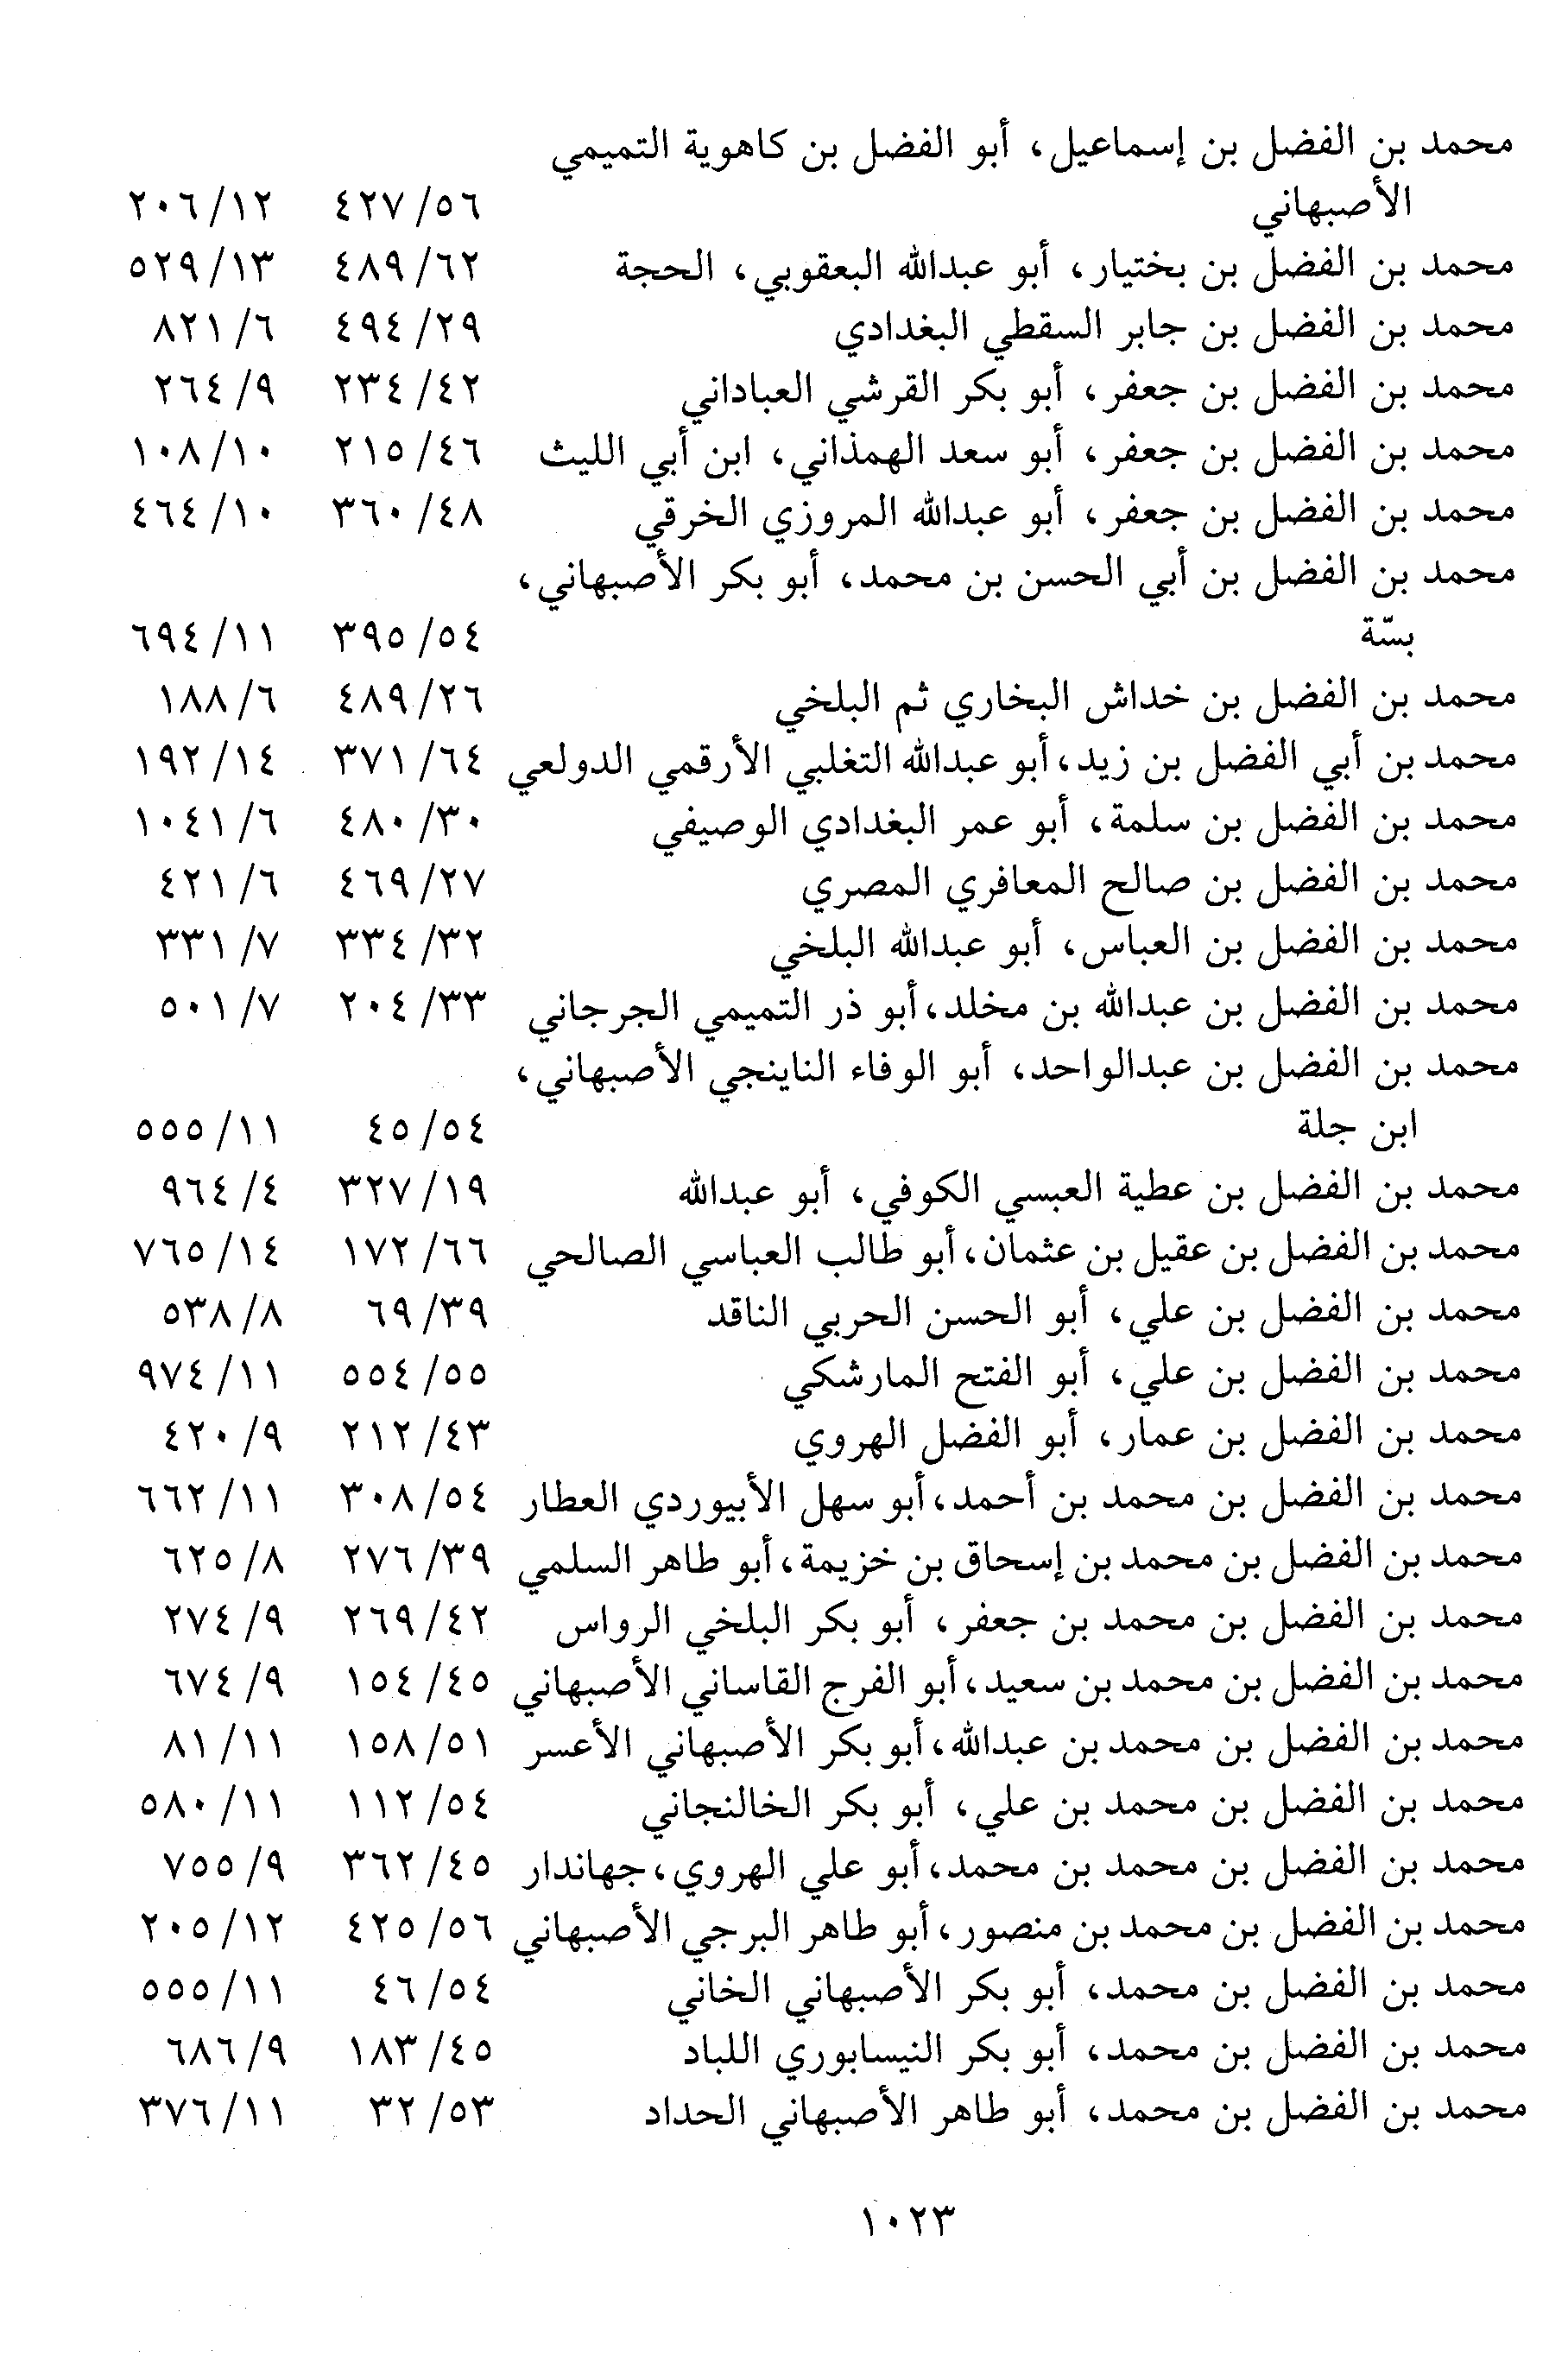 محمد بن الفضل بن إسماعيل، أبو الفضل بن كاهوية التميمي
الأصبهاني ٤٢٧/٥٦ ٢٠٦/١٢
محمد بن الفضل بن بختيار، أبو عبدالله البعقوبي، الحجة ٤٨٩/٦٢ ٥٢٩/١٣
محمد بن الفضل بن جابر السقطي البغدادي ٤٩٤/٢٩ ٨٢١/٦
محمد بن الفضل بن جعفر، أبو بكر القرشي العباداني ٢٣٤/٤٢ ٢٦٤/٩
محمد بن الفضل بن جعفر، أبو سعد الهمذاني، ابن أبي الليث ٢١٥/٤٦ ١٠٨/١٠
محمد بن الفضل بن جعفر، أبو عبدالله المروزي الخرقي ٣٦٠/٤٨ ٤٦٤/١٠
محمد بن الفضل بن أبي الحسن بن محمد، أبو بكر الأصبهاني،
بسّة ٣٩٥/٥٤ ٦٩٤/١١
محمد بن الفضل بن خداش البخاري ثم البلخي ٤٨٩/٢٦ ١٨٨/٦
محمد بن أبي الفضل بن زيد، أبو عبدالله التغلبي الأرقمي الدولعي ٣٧١/٦٤ ١٩٢/١٤
محمد بن الفضل بن سلمة، أبو عمر البغدادي الوصيفي ٤٨٠/٣٠ ١٠٤١/٦
محمد بن الفضل بن صالح المعافري المصري ٤٦٩/٢٧ ٤٢١/٦
محمد بن الفضل بن العباس، أبو عبدالله البلخي ٣٣٤/٣٢ ٣٣١/٧
محمد بن الفضل بن عبدالله بن مخلد، أبو ذر التميمي الجرجاني ٢٠٤/٣٣ ٥٠١/٧
محمد بن الفضل بن عبدالواحد، أبو الوفاء الناينجي الأصبهاني،
ابن جلة ٤٥/٥٤ ٥٥٥/١١
محمد بن الفضل بن عطية العبسي الكوفي، أبو عبدالله ٣٢٧/١٩ ٩٦٤/٤
محمد بن الفضل بن عقيل بن عثمان، أبو طالب العباسي الصالحي ١٧٢/٦٦ ٧٦٥/١٤
محمد بن الفضل بن علي، أبو الحسن الحربي الناقد ٦٩/٣٩ ٥٣٨/٨
محمد بن الفضل بن علي، أبو الفتح المارشكي ٥٥٤/٥٥ ٩٧٤/١١
محمد بن الفضل بن عمار، أبو الفضل الهروي ٢١٢/٤٣ ٤٢٠/٩
محمد بن الفضل بن محمد بن أحمد، أبو سهل الأبيوردي العطار ٣٠٨/٥٤ ٦٦٢/١١
محمد بن الفضل بن محمد بن إسحاق بن خزيمة، أبو طاهر السلمي ٢٧٦/٣٩ ٦٢٥/٨
محمد بن الفضل بن محمد بن جعفر، أبو بكر البلخي الرواس ٢٦٩/٤٢ ٢٧٤/٩
محمد بن الفضل بن محمد بن سعيد، أبو الفرج القاساني الأصبهاني ١٥٤/٤٥ ٦٧٤/٩
محمد بن الفضل بن محمد بن عبدالله، أبو بكر الأصبهاني الأعسر ١٥٨/٥١ ٨١/١١
محمد بن الفضل بن محمد بن علي، أبو بكر الخالنجاني ١١٢/٥٤ ٥٨٠/١١
محمد بن الفضل بن محمد بن محمد، أبو علي الهروي، جهاندار ٣٦٢/٤٥ ٧٥٥/٩
محمد بن الفضل بن محمد بن منصور، أبو طاهر البرجي الأصبهاني ٤٢٥/٥٦ ٢٠٥/١٢
محمد بن الفضل بن محمد، أبو بكر الأصبهاني الخاني ٤٦/٥٤ ٥٥٥/١١
محمد بن الفضل بن محمد، أبو بكر النيسابوري اللباد ١٨٣/٤٥ ٦٨٦/٩
محمد بن الفضل بن محمد، أبو طاهر الأصبهاني الحداد ٣٢/٥٣ ٣٧٦/١١
١٠٢٣